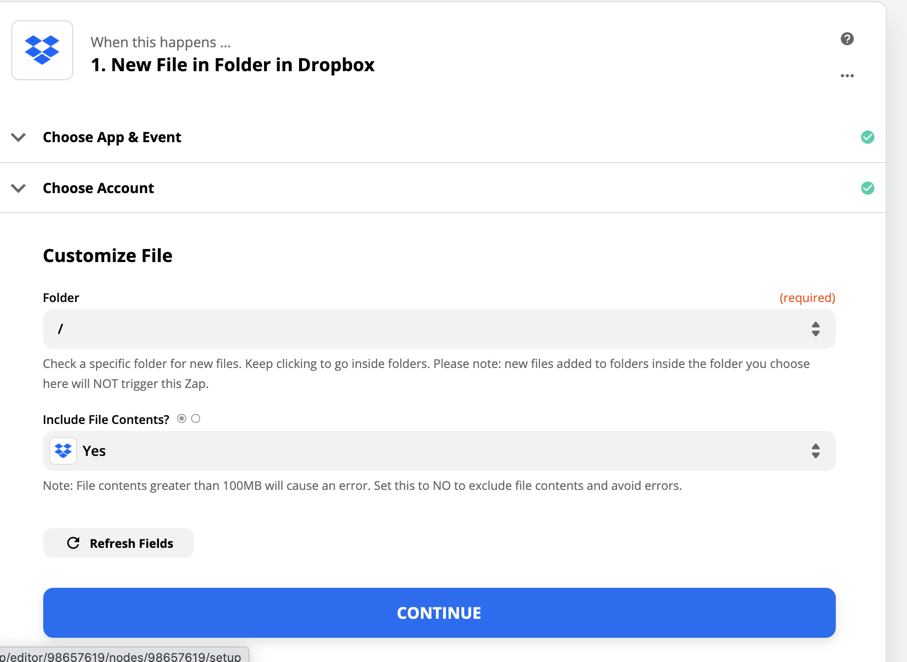 When this happens ...
1. New File in Folder in Dropbox
Choose App & Event
Choose Account
Customize File
Folder
(required)
/
Check a specific folder for new files. Keep clicking to go inside folders. Please note: new files added to folders inside the folder you choose
here will NOT trigger this Zap.
Include File Contents?
Yes
Note: File contents greater than 100MB will cause an error. Set this to NO to exclude file contents and avoid errors.
Refresh Fields
CONTINUE
p/editor/98657619/nodes/98657619/setup